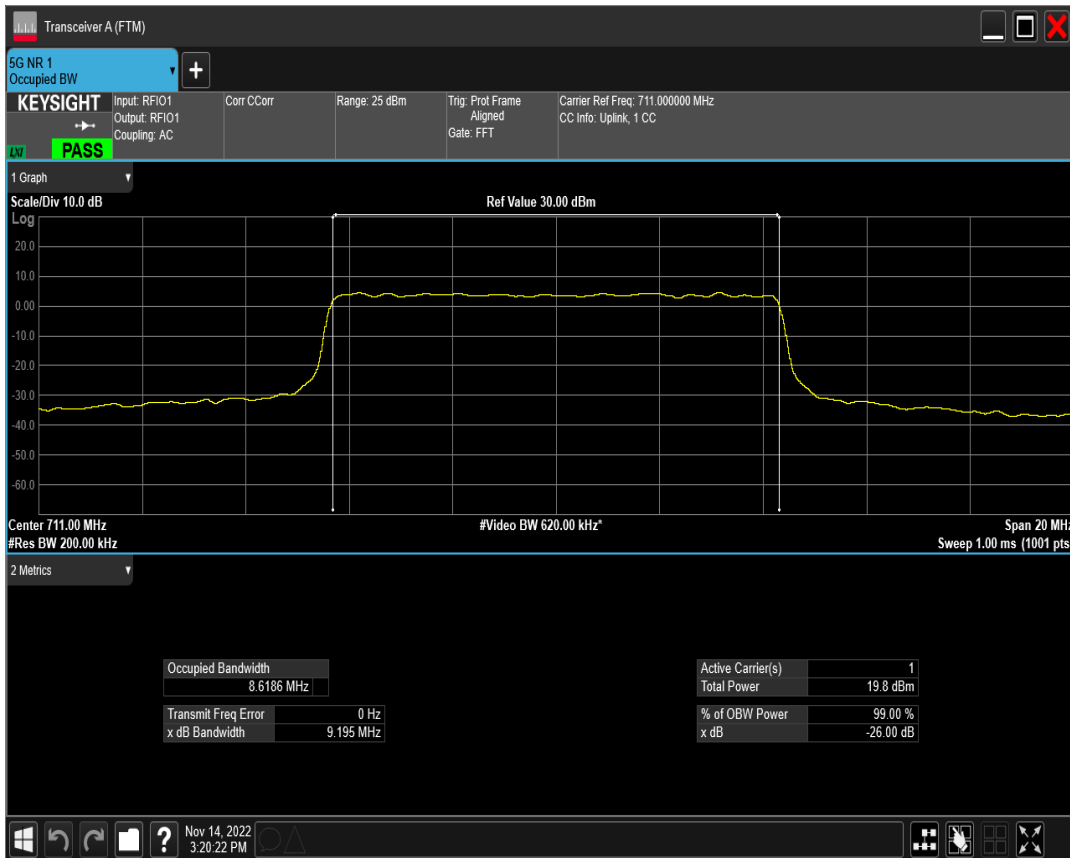 Transceiver A (FTM)
5G NR 1
Occupied BW
+
KEYSIGHT
LXI
PASS
Input: RFIO1
Output: RFIO1
Coupling: AC
Corr CCorr
Range: 25 dBm
Trig: Prot Frame
Aligned
Gate: FFT
Carrier Ref Freq: 711.000000 MHz
CC Info: Uplink, 1 CC
1 Graph
Scale/Div 10.0 dB
Ref Value 30.00 dBm
Log
20.0
10.0
0.00
-10.0
-20.0
-30.0
-40.0
-50.0
-60.0
Center 711.00 MHz
#Video BW 620.00 kHz*
Span 20 MHz
#Res BW 200.00 kHz
Sweep 1.00 ms (1001 pts
2 Metrics
Occupied Bandwidth
8.6186 MHz
Transmit Freq Error 0 Hz
x dB Bandwidth 9.195 MHz
Active Carrier(s) 1
Total Power 19.8 dBm
% of OBW Power 99.00 %
x dB -26.00 dB
?
Nov 14, 2022
3:20:22 PM